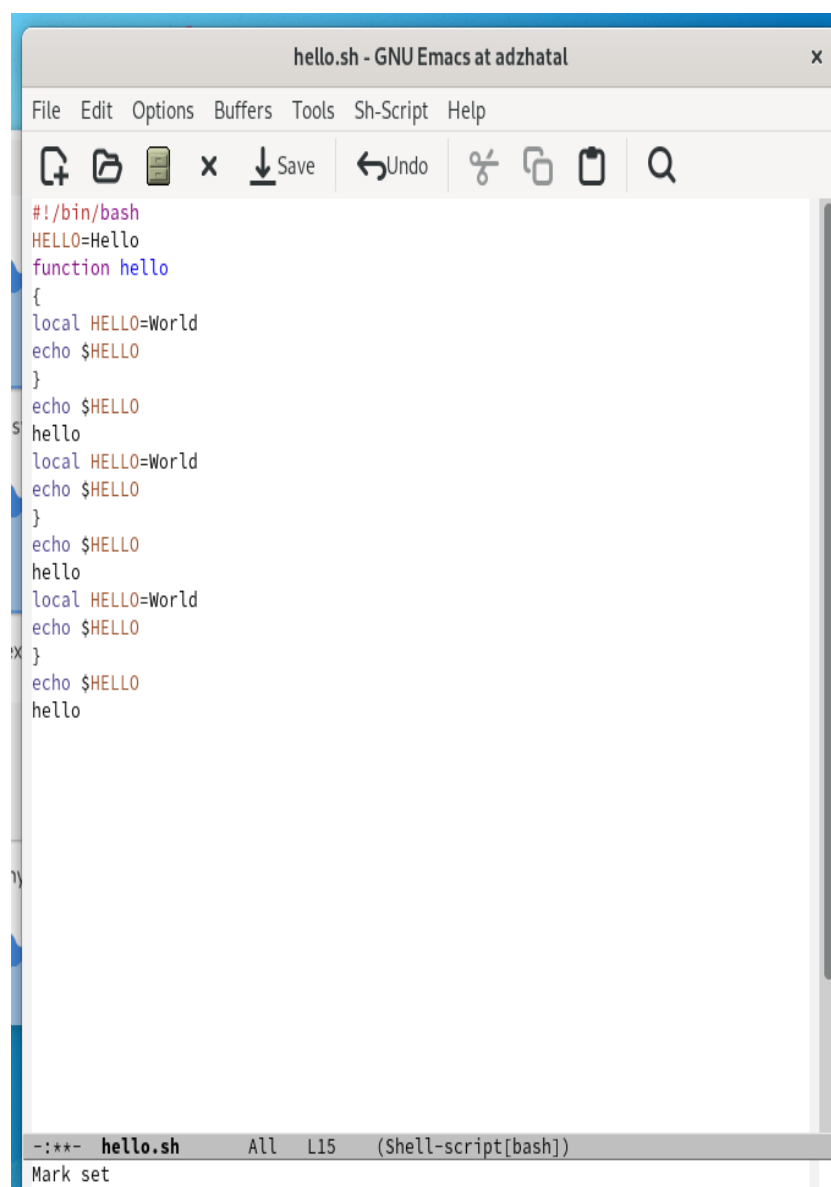 hello.sh - GNU Emacs at adzhatal x
File Edit Options Buffers Tools Sh-Script Help
Save Undo
#!/bin/bash
HELLO=Hello
function hello
{
local HELLO=World
echo $HELLO
}
echo $HELLO
hello
local HELLO=World
echo $HELLO
}
echo $HELLO
hello
local HELLO=World
echo $HELLO
}
echo $HELLO
hello
-:**- hello.sh All L15 (Shell-script[bash])
Mark set